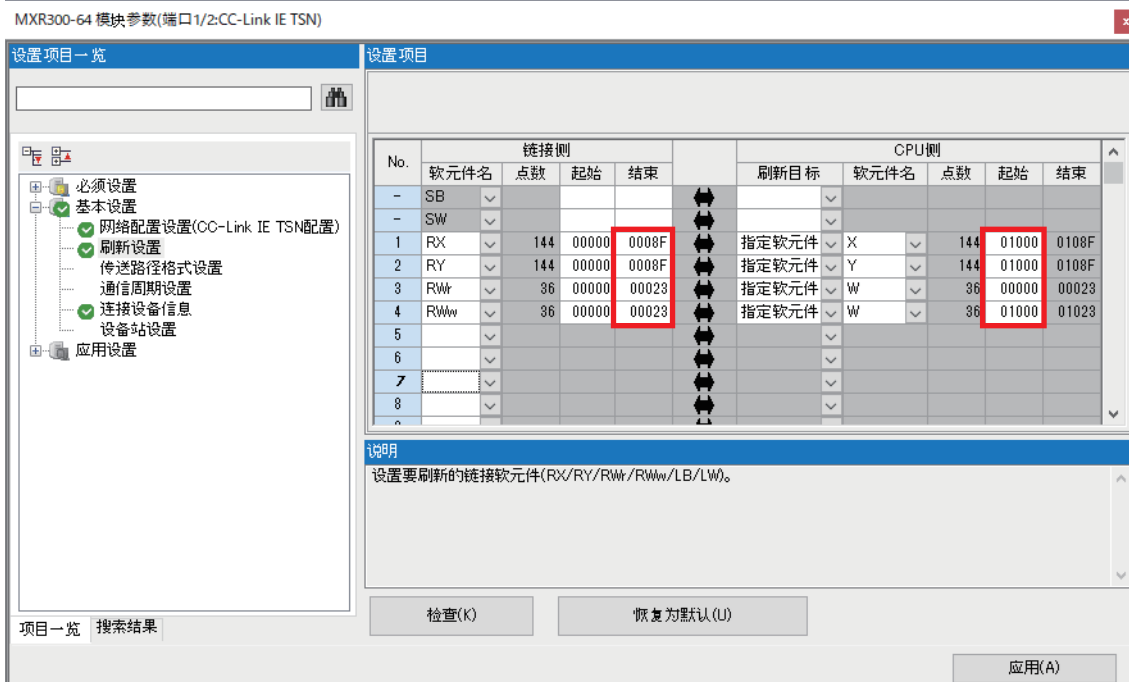 MXR300-64 模块参数(端口1/2:CC-Link IE TSN)
设置项目一览
必须设置
基本设置
网络配置设置(CC-Link IE TSN配置)
刷新设置
传送路径格式设置
通信周期设置
连接设备信息
设备站设置
应用设置
项目一览 搜索结果
设置项目
No. 链接侧 CPU侧
软元件名 点数 起始 结束 刷新目标 软元件名 点数 起始 结束
- SB
- SW
1 RX 144 00000 0008F 指定软元件 X 144 01000 0108F
2 RY 144 00000 0008F 指定软元件 Y 144 01000 0108F
3 RWr 36 00000 00023 指定软元件 W 36 00000 00023
4 RWw 36 00000 00023 指定软元件 W 36 01000 01023
5
6
7
8
说明
设置要刷新的链接软元件(RX/RY/RWr/RWw/LB/LW)。
检查(K) 恢复为默认(U)
应用(A)